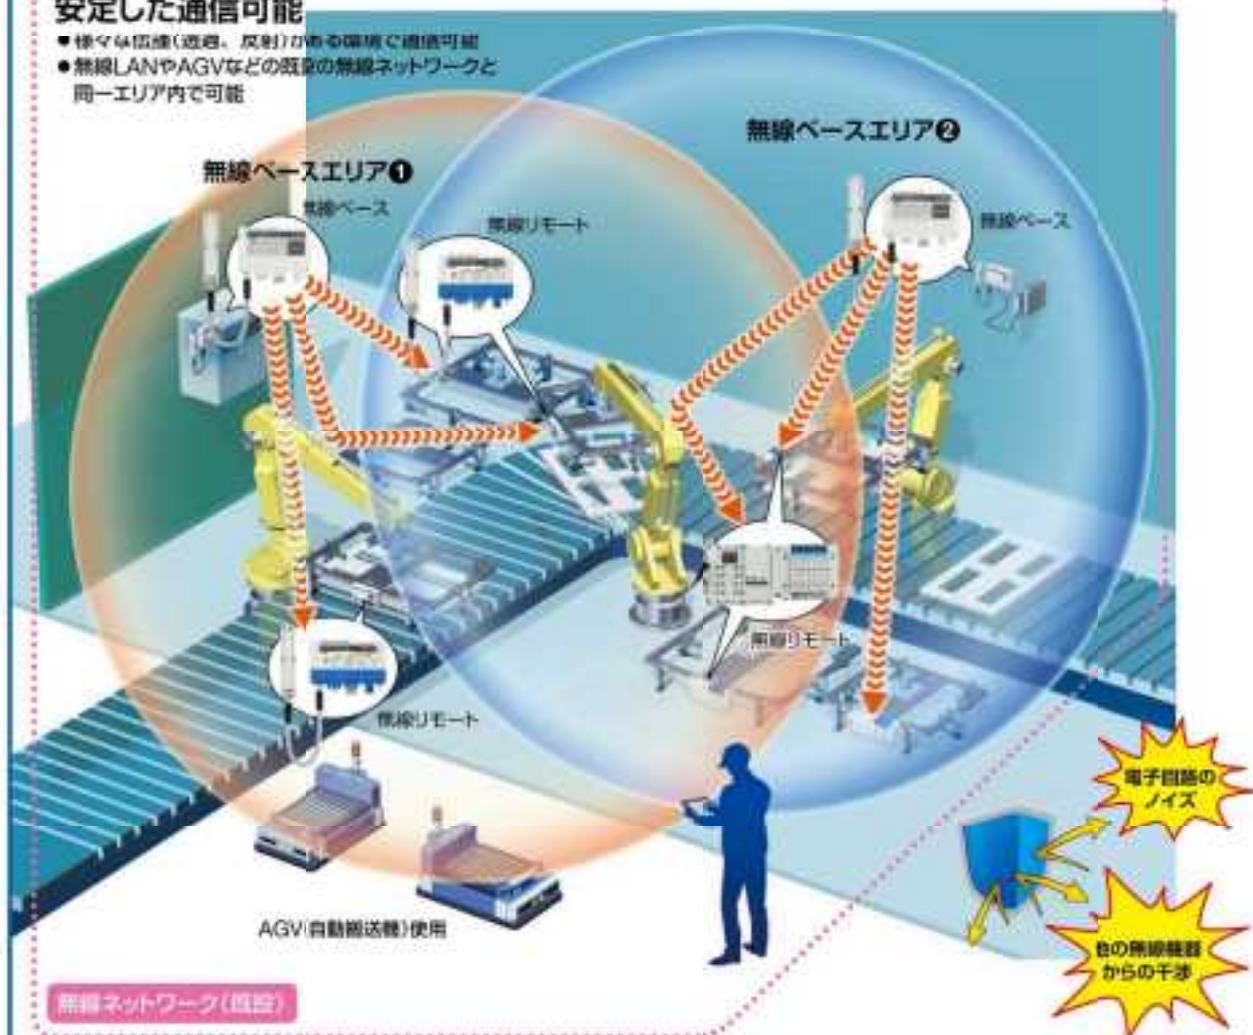 安定した通信可能
●様々な伝搬(透過、反射)がある環境で通信可能
●無線LANやAGVなどの既設の無線ネットワークと
同一エリア内で可能
無線ベースエリア❷
無線ベースエリア❶
無線ベース
無線リモート
無線ベース
無線リモート
無線リモート
電子回路の
ノイズ
AGV(自動搬送機)使用
他の無線機器
からの干渉
無線ネットワーク(既設)